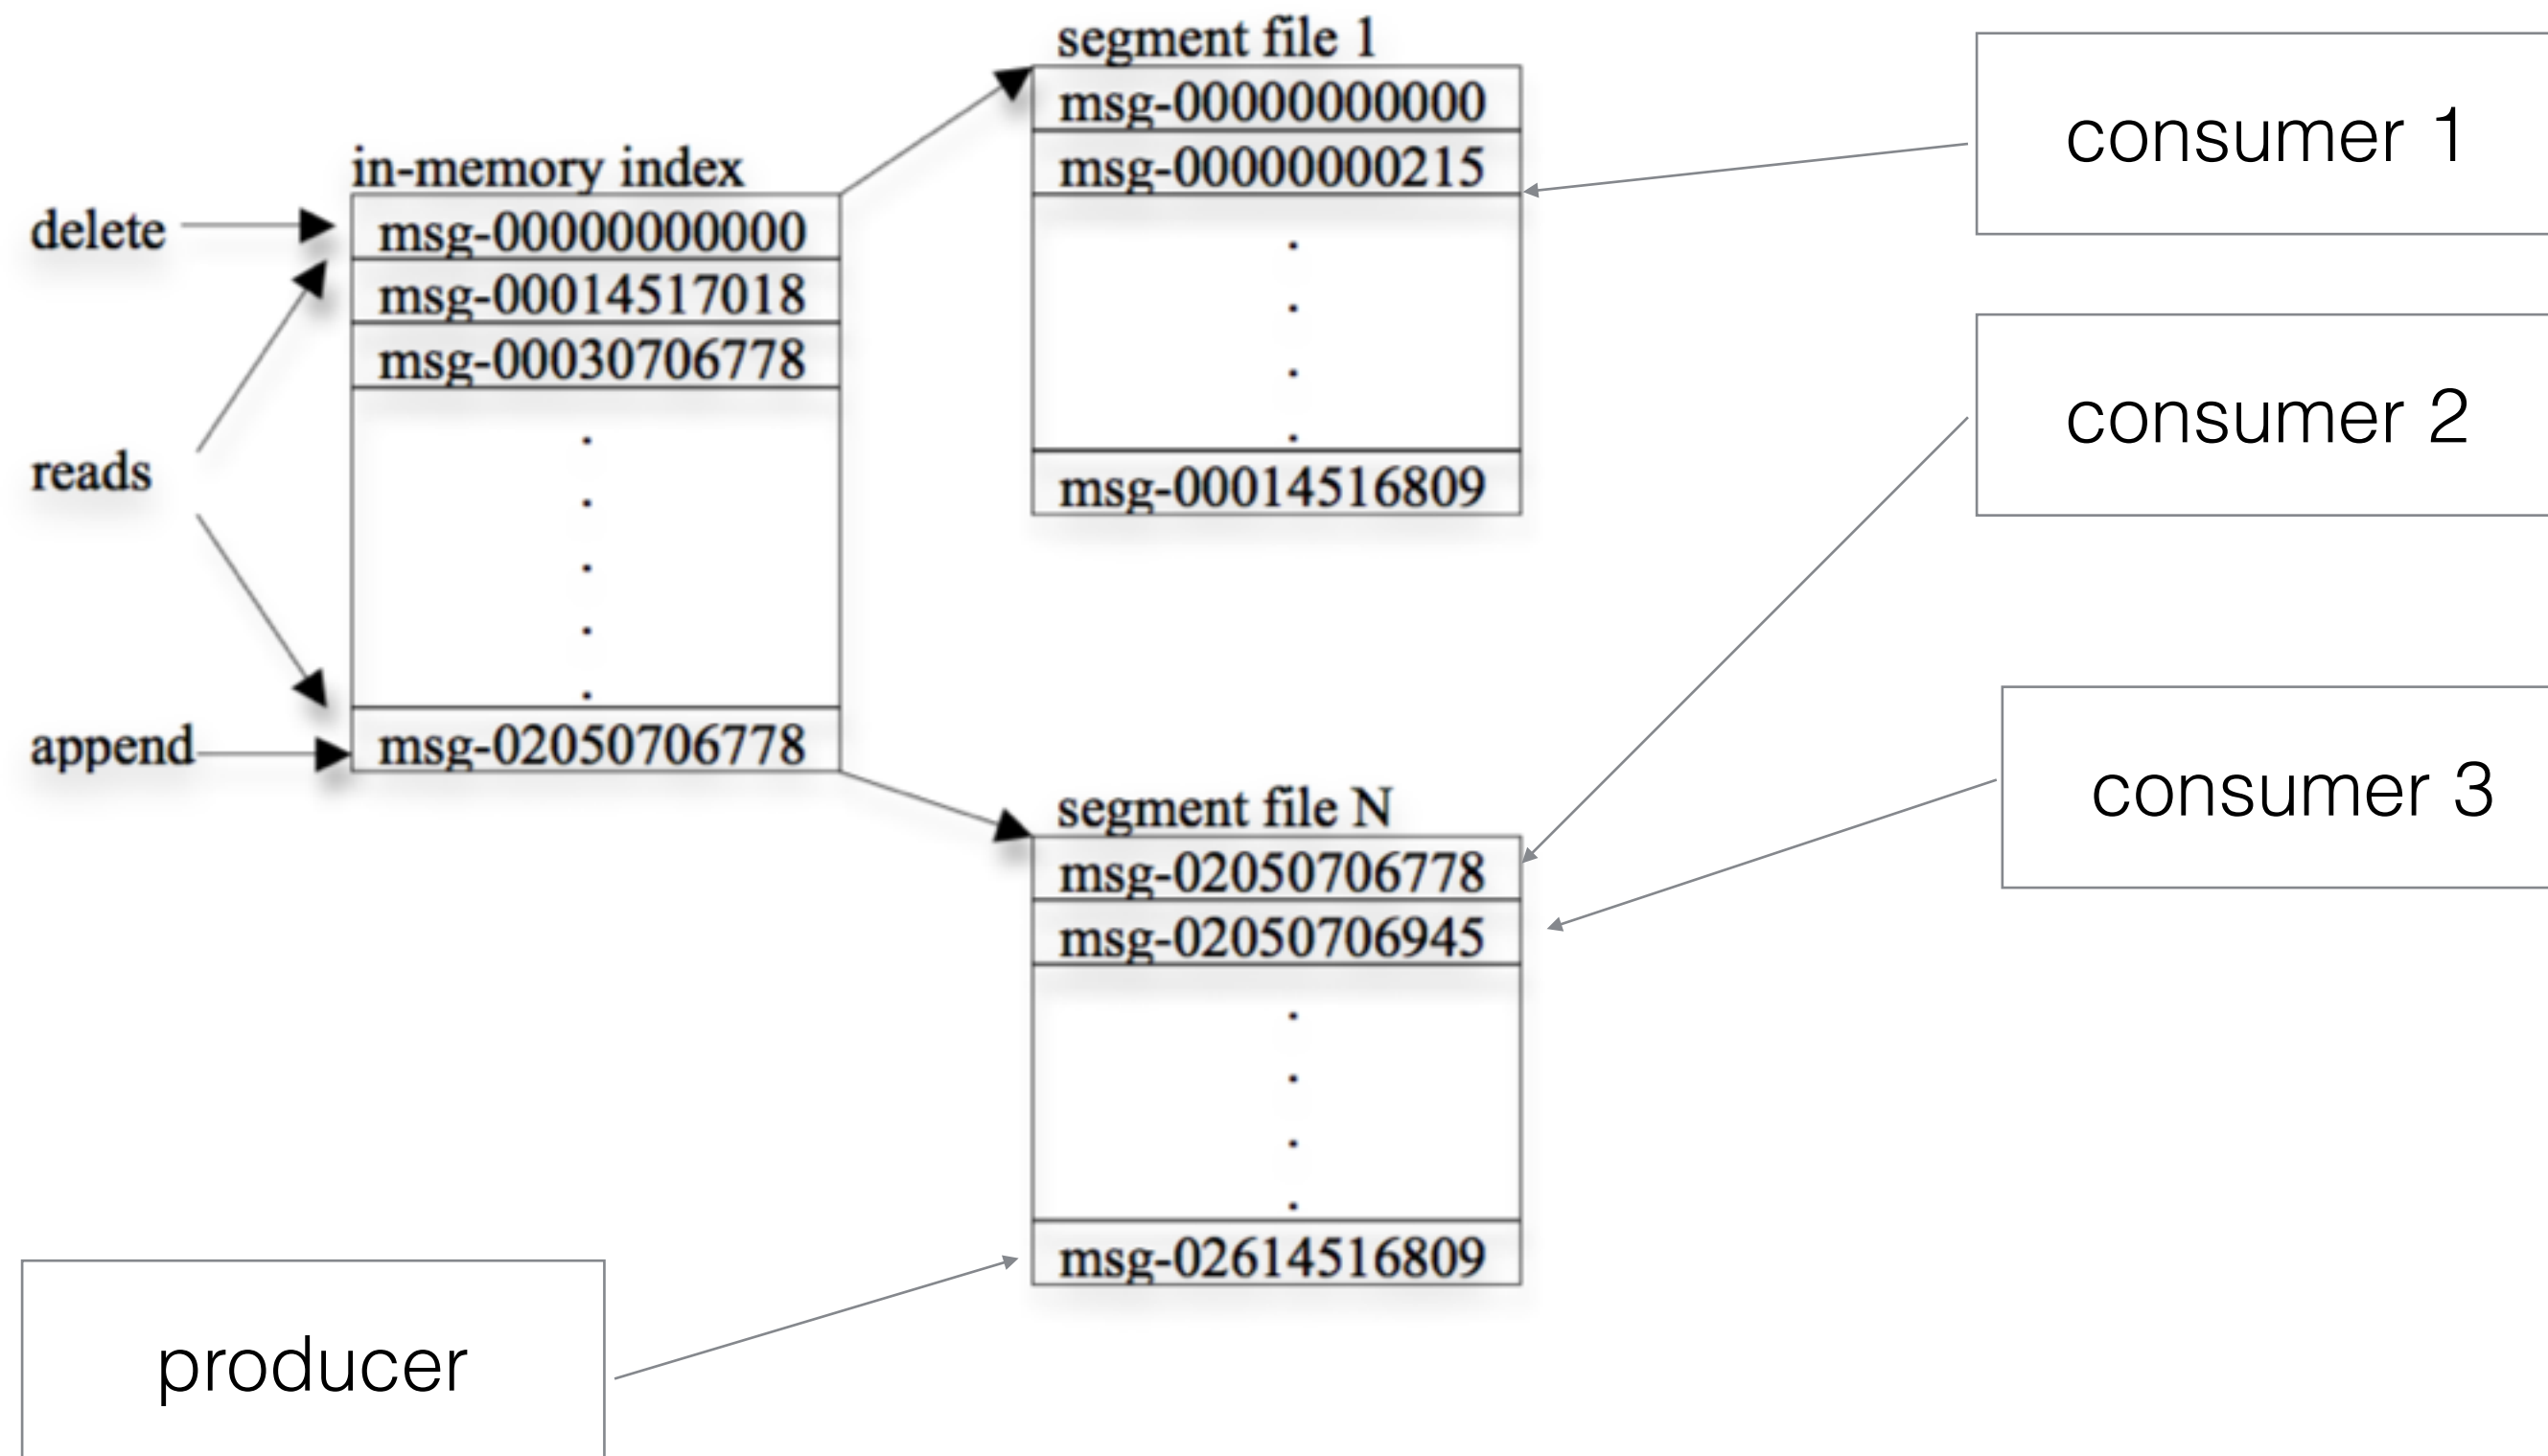 segment file 1
msg-00000000000
msg-00000000215
.
.
.
.
msg-00014516809
consumer 1
in-memory index
delete
msg-00000000000
msg-00014517018
msg-00030706778
.
.
.
.
.
reads
append
msg-02050706778
consumer 2
consumer 3
segment file N
msg-02050706778
msg-02050706945
.
.
.
.
msg-02614516809
producer